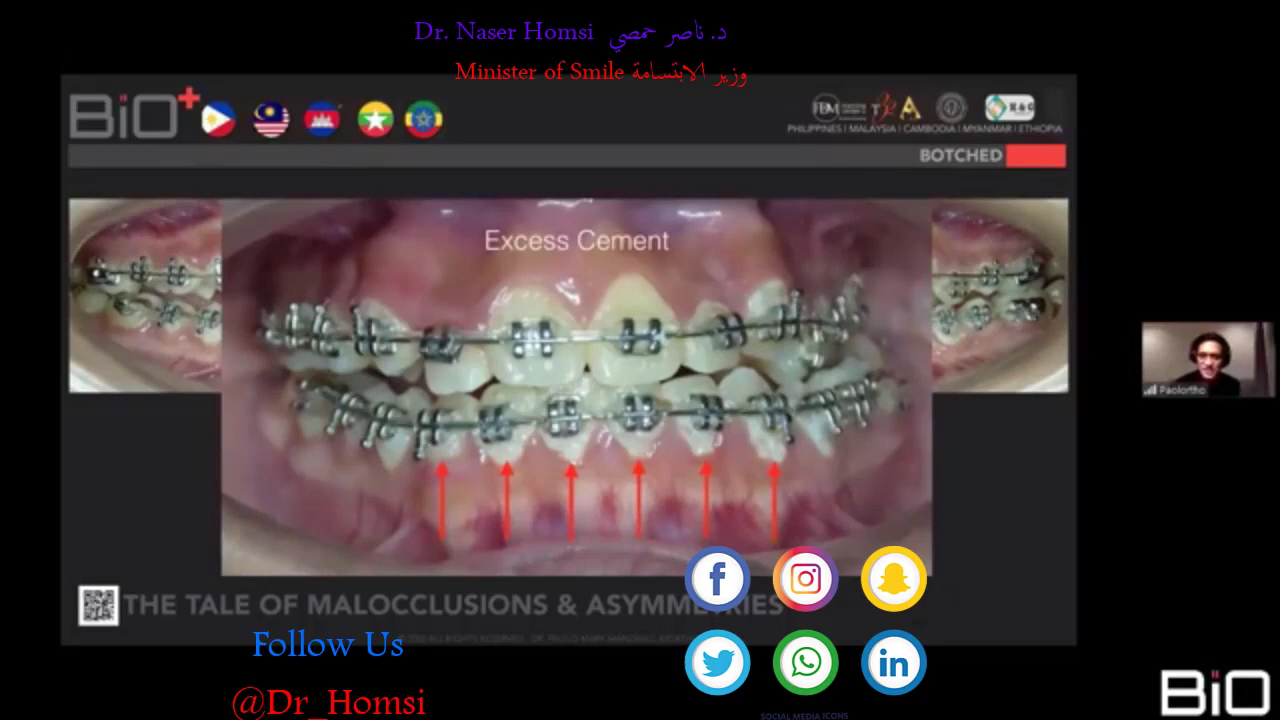 Dr. Naser Homsi د. ناصر حمصي
Minister of Smile وزير الابتسامة
BiO+
PHILIPPINES | MALAYSIA | CAMBODIA | MYANMAR | ETHIOPIA
BOTCHED
Excess Cement
Paolortho
THE TALE OF MALOCCLUSIONS & ASYMMETRIES
Follow Us
@Dr_Homsi
SOCIAL MEDIA ICONS
BiO